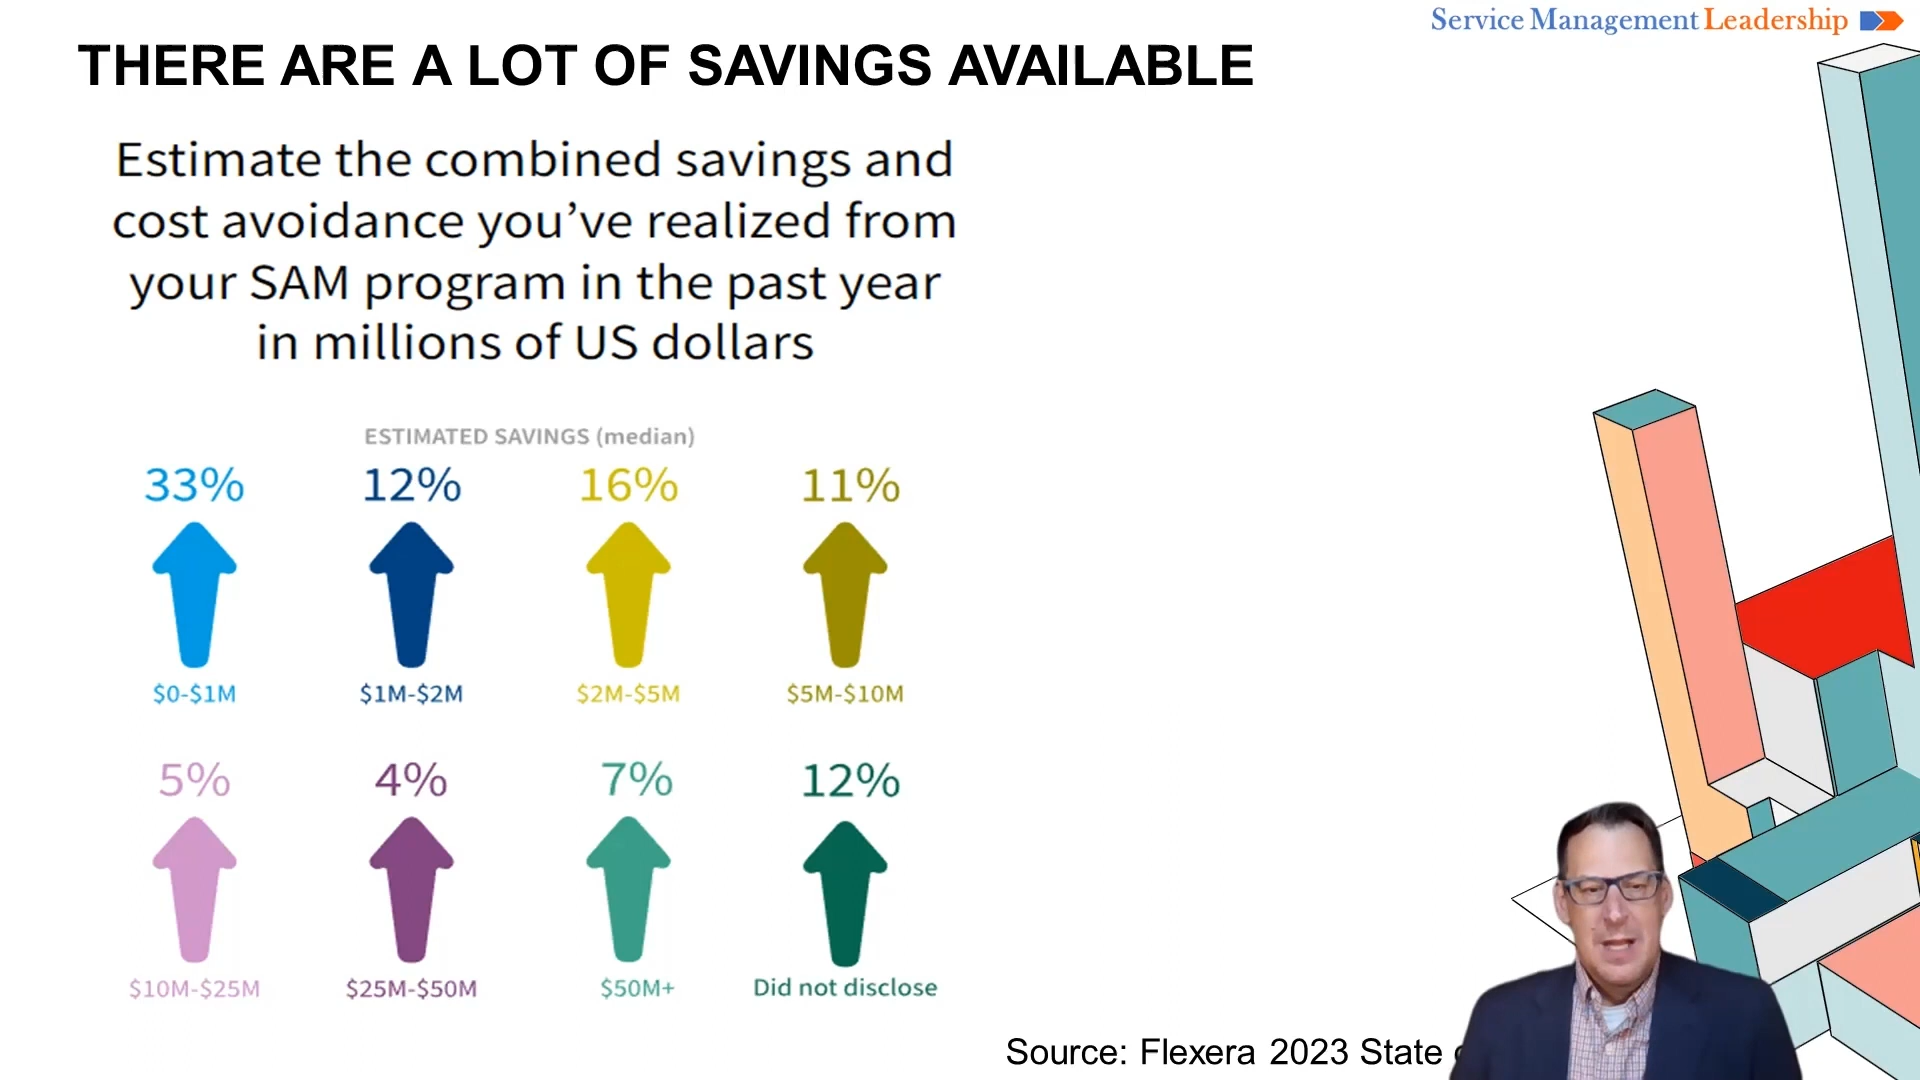 Service Management Leadership
THERE ARE A LOT OF SAVINGS AVAILABLE
Estimate the combined savings and
cost avoidance you’ve realized from
your SAM program in the past year
in millions of US dollars
ESTIMATED SAVINGS (median)
33% 12% 16% 11%
$0-$1M $1M-$2M $2M-$5M $5M-$10M
5% 4% 7% 12%
$10M-$25M $25M-$50M $50M+ Did not disclose
Source: Flexera 2023 State